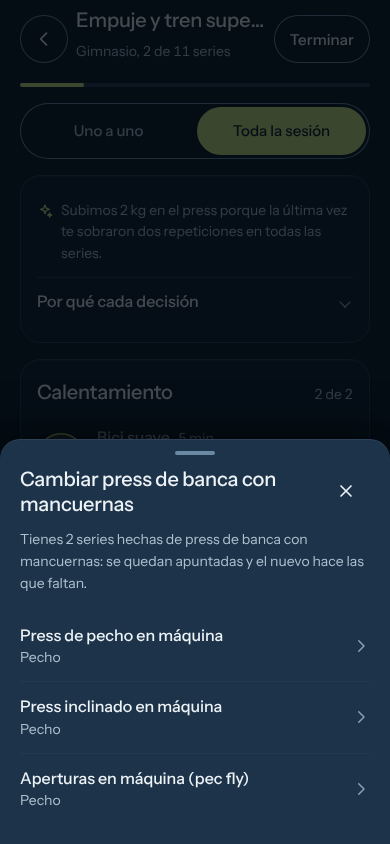 Empuje y tren supe...
Gimnasio, 2 de 11 series
Terminar
Uno a uno
Toda la sesión
Subimos 2 kg en el press porque la última vez
te sobraron dos repeticiones en todas las
series.
Por qué cada decisión
Calentamiento
2 de 2
Bici suave 5 min
Cambiar press de banca con
mancuernas
Tienes 2 series hechas de press de banca con
mancuernas: se quedan apuntadas y el nuevo hace las
que faltan.
Press de pecho en máquina
Pecho
Press inclinado en máquina
Pecho
Aperturas en máquina (pec fly)
Pecho